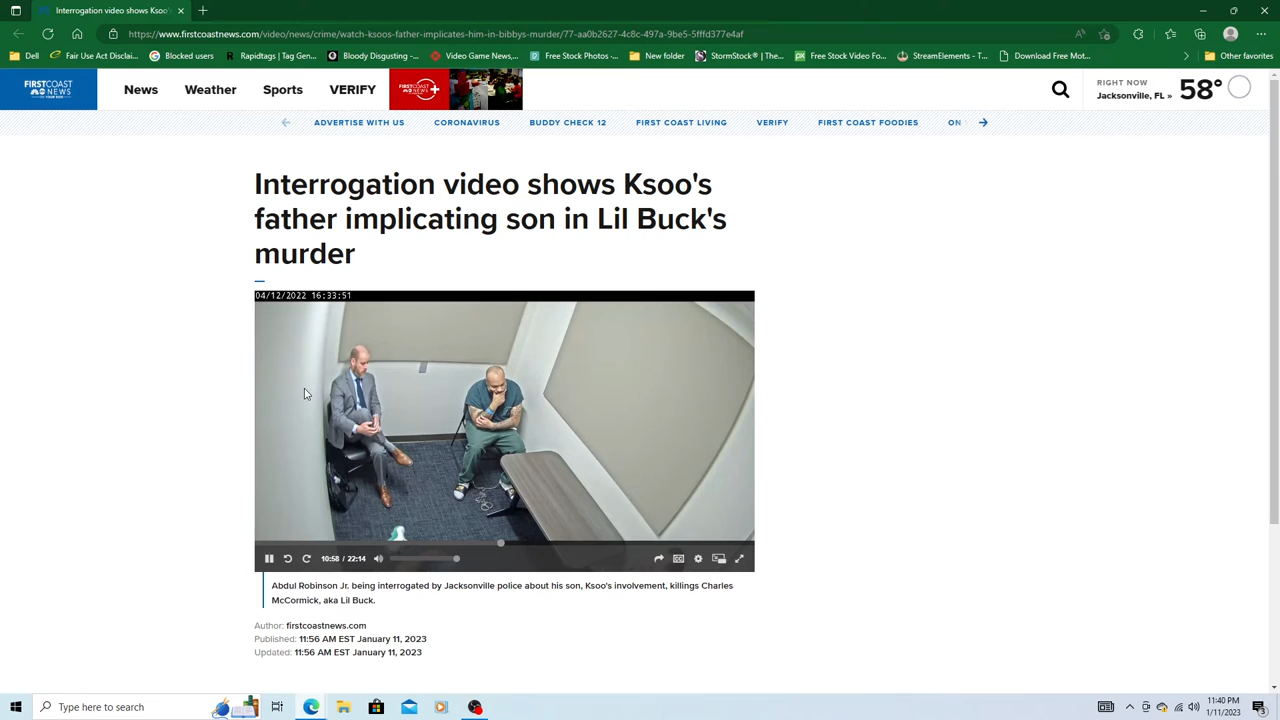 Interrogation video shows Ksoo's
https://www.firstcoastnews.com/video/news/crime/watch-ksoos-father-implicates-him-in-bibbys-murder/77-aa0b2627-4c8c-497a-9be5-5fffd377e4af
Dell
Fair Use Act Disclai...
Blocked users
Rapidtags | Tag Gen...
Bloody Disgusting -...
Video Game News,...
Free Stock Photos...
New folder
StormStock® | The...
Free Stock Video Fo...
StreamElements - T...
Download Free Mot...
Other favorites
FIRST COAST
NEWS
News
Weather
Sports
VERIFY
FIRST COAST
NEWS
RIGHT NOW
Jacksonville, FL »
58°
ADVERTISE WITH US
CORONAVIRUS
BUDDY CHECK 12
FIRST COAST LIVING
VERIFY
FIRST COAST FOODIES
ON
Interrogation video shows Ksoo's
father implicating son in Lil Buck's
murder
04/12/2022 16:33:51
10:58 / 22:14
CC
Abdul Robinson Jr. being interrogated by Jacksonville police about his son, Ksoo's involvement, killings Charles
McCormick, aka Lil Buck.
Author: firstcoastnews.com
Published: 11:56 AM EST January 11, 2023
Updated: 11:56 AM EST January 11, 2023
Type here to search
11:40 PM
1/11/2023